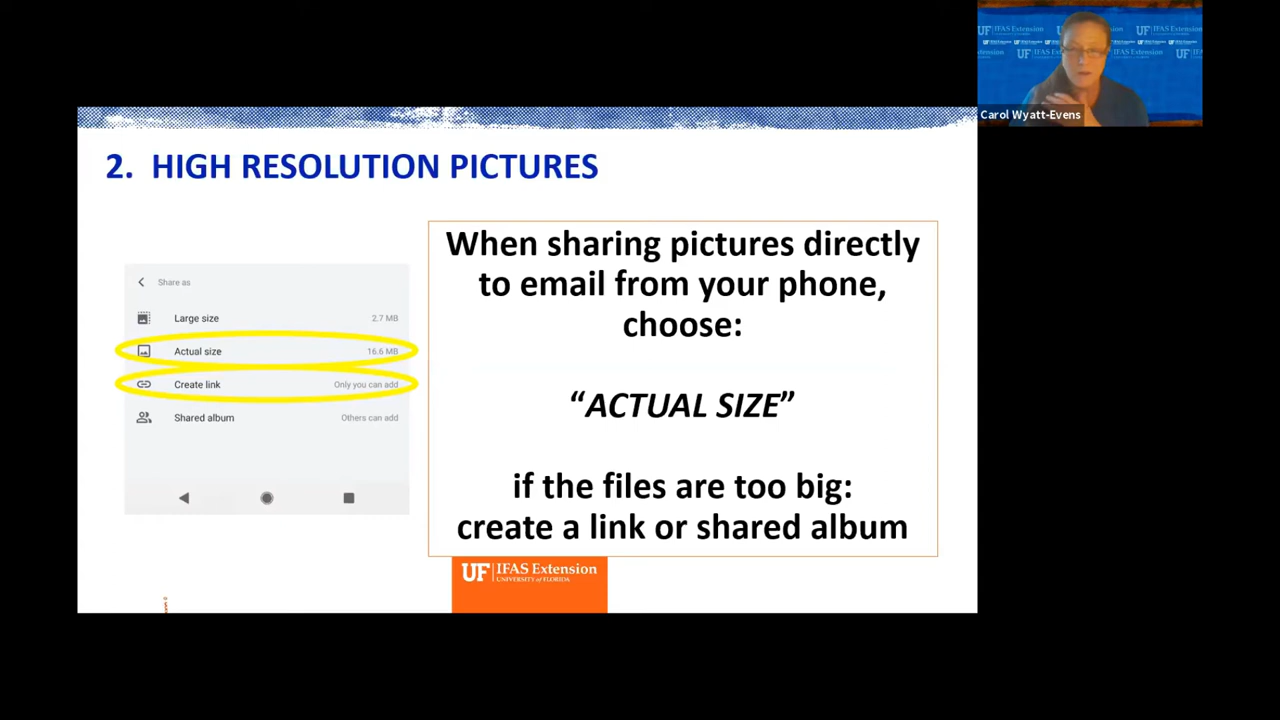 UF IFAS Extension
Carol Wyatt-Evens
2. HIGH RESOLUTION PICTURES
Share as
Large size 2.7 MB
Actual size 16.6 MB
Create link Only you can add
Shared album Others can add
When sharing pictures directly
to email from your phone,
choose:
“ACTUAL SIZE”
if the files are too big:
create a link or shared album
UF IFAS Extension
UNIVERSITY of FLORIDA